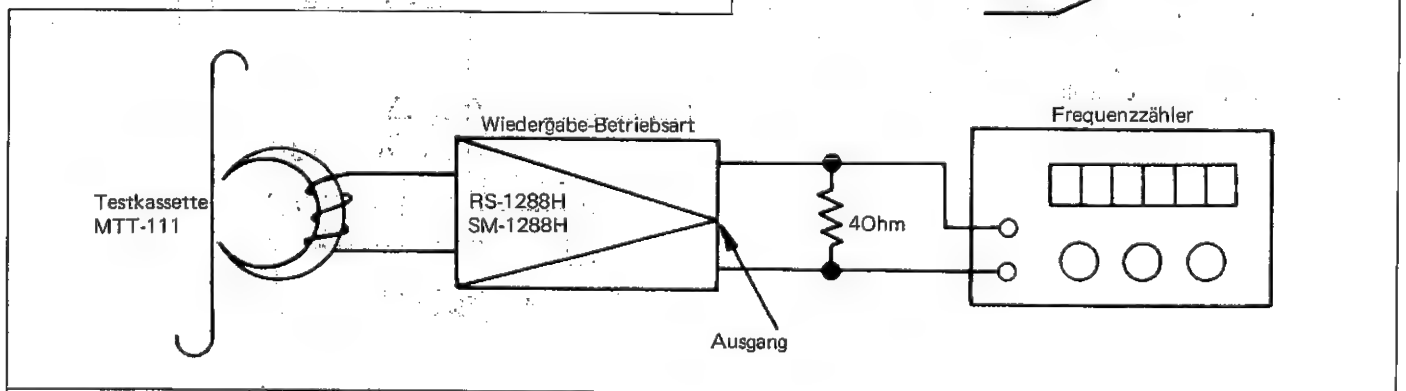 Wiedergabe-Betriebsart
Frequenzzähler
Testkassette
MTT-111
RS-1288H
SM-1288H
4Ohm
Ausgang